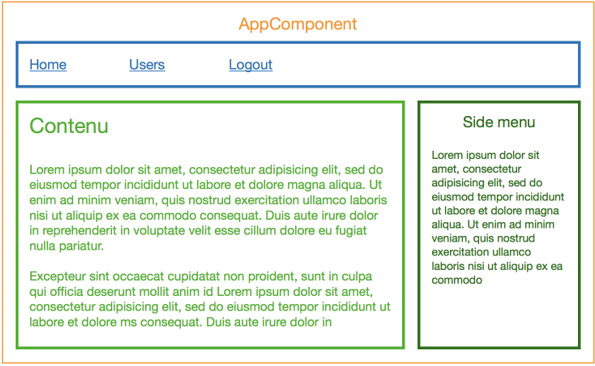 AppComponent
Home Users Logout
Contenu
Lorem ipsum dolor sit amet, consectetur adipisicing elit, sed do
eiusmod tempor incididunt ut labore et dolore magna aliqua. Ut
enim ad minim veniam, quis nostrud exercitation ullamco laboris
nisi ut aliquip ex ea commodo consequat. Duis aute irure dolor
in reprehenderit in voluptate velit esse cillum dolore eu fugiat
nulla pariatur.
Excepteur sint occaecat cupidatat non proident, sunt in culpa
qui officia deserunt mollit anim id Lorem ipsum dolor sit amet,
consectetur adipisicing elit, sed do eiusmod tempor incididunt ut
labore et dolore ms consequat. Duis aute irure dolor in
Side menu
Lorem ipsum dolor sit
amet, consectetur
adipisicing elit, sed do
eiusmod tempor incididunt
ut labore et dolore magna
aliqua. Ut enim ad minim
veniam, quis nostrud
exercitation ullamco
laboris nisi ut aliquip ex ea
commodo